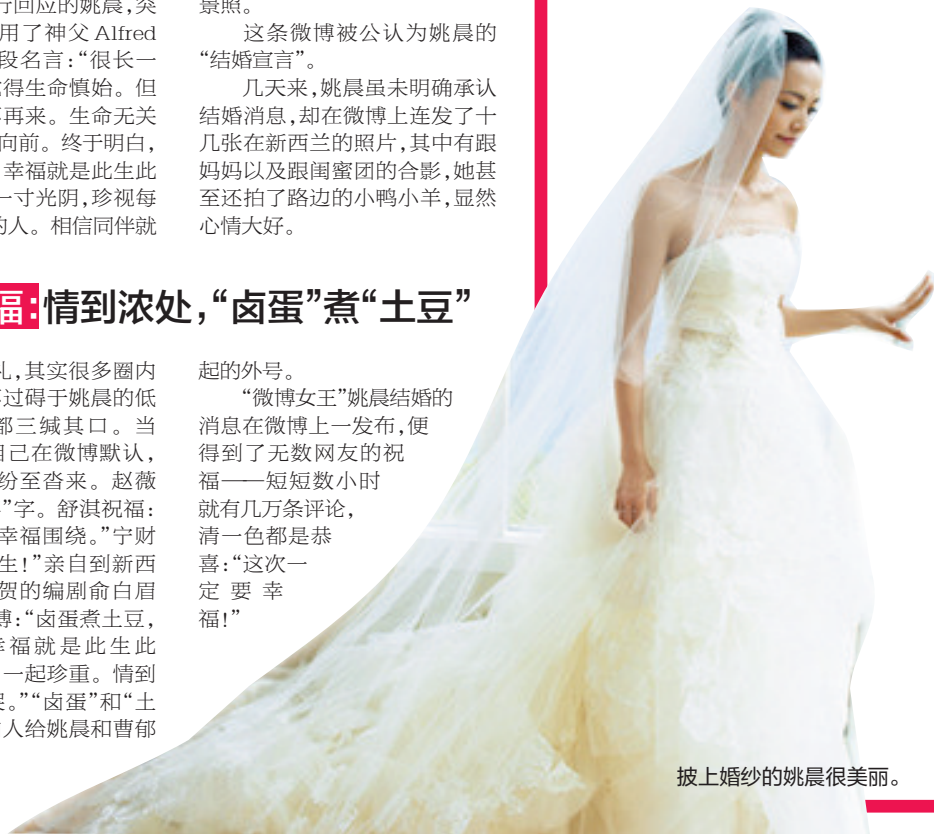 行回应的姚晨，突
用了神父 Alfred
段名言：“很长一
得生命慎始。但
再来。生命无关
向前。终于明白，
幸福就是此生此
一寸光阴，珍视每
的人。相信同伴就
景照。
这条微博被公认为姚晨的
“结婚宣言”。
几天来，姚晨虽未明确承认
结婚消息，却在微博上连发了十
几张在新西兰的照片，其中有跟
妈妈以及跟闺蜜团的合影，她甚
至还拍了路边的小鸭小羊，显然
心情大好。
福：情到浓处，“卤蛋”煮“土豆”
礼，其实很多圈内
过碍于姚晨的低
都三缄其口。当
自己在微博默认，
纷至沓来。赵薇
”字。舒淇祝福：
幸福围绕。”宁财
生！”亲自到新西
贺的编剧俞白眉
博：“卤蛋煮土豆，
幸福就是此生此
一起珍重。情到
。”“卤蛋”和“土
人给姚晨和曹郁
起的外号。
“微博女王”姚晨结婚的
消息在微博上一发布，便
得到了无数网友的祝
福——短短数小时
就有几万条评论，
清一色都是恭
喜：“这次一
定要幸
福！”
披上婚纱的姚晨很美丽。